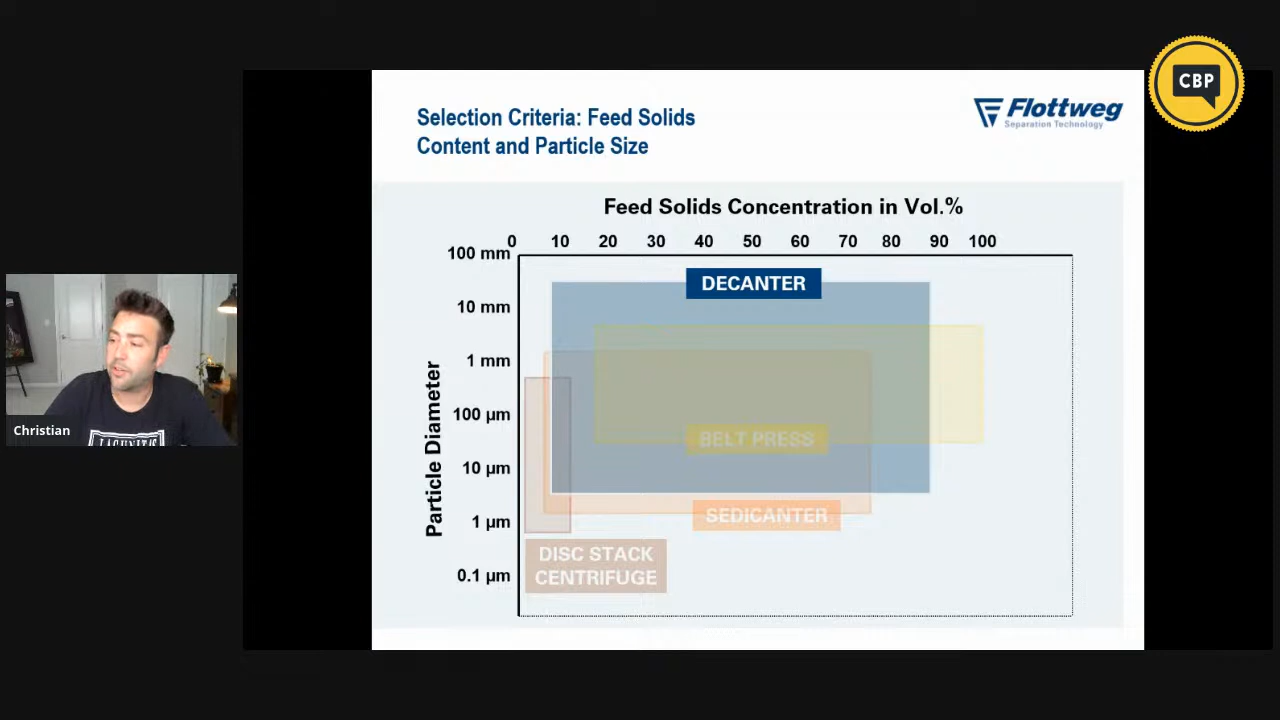 CBP
Selection Criteria: Feed Solids
Content and Particle Size
Flottweg
Separation Technology
Feed Solids Concentration in Vol.%
0 10 20 30 40 50 60 70 80 90 100
Particle Diameter
100 mm
10 mm
1 mm
100 µm
10 µm
1 µm
0.1 µm
DECANTER
BELT PRESS
SEDICANTER
DISC STACK
CENTRIFUGE
Christian
LAGUNITAS